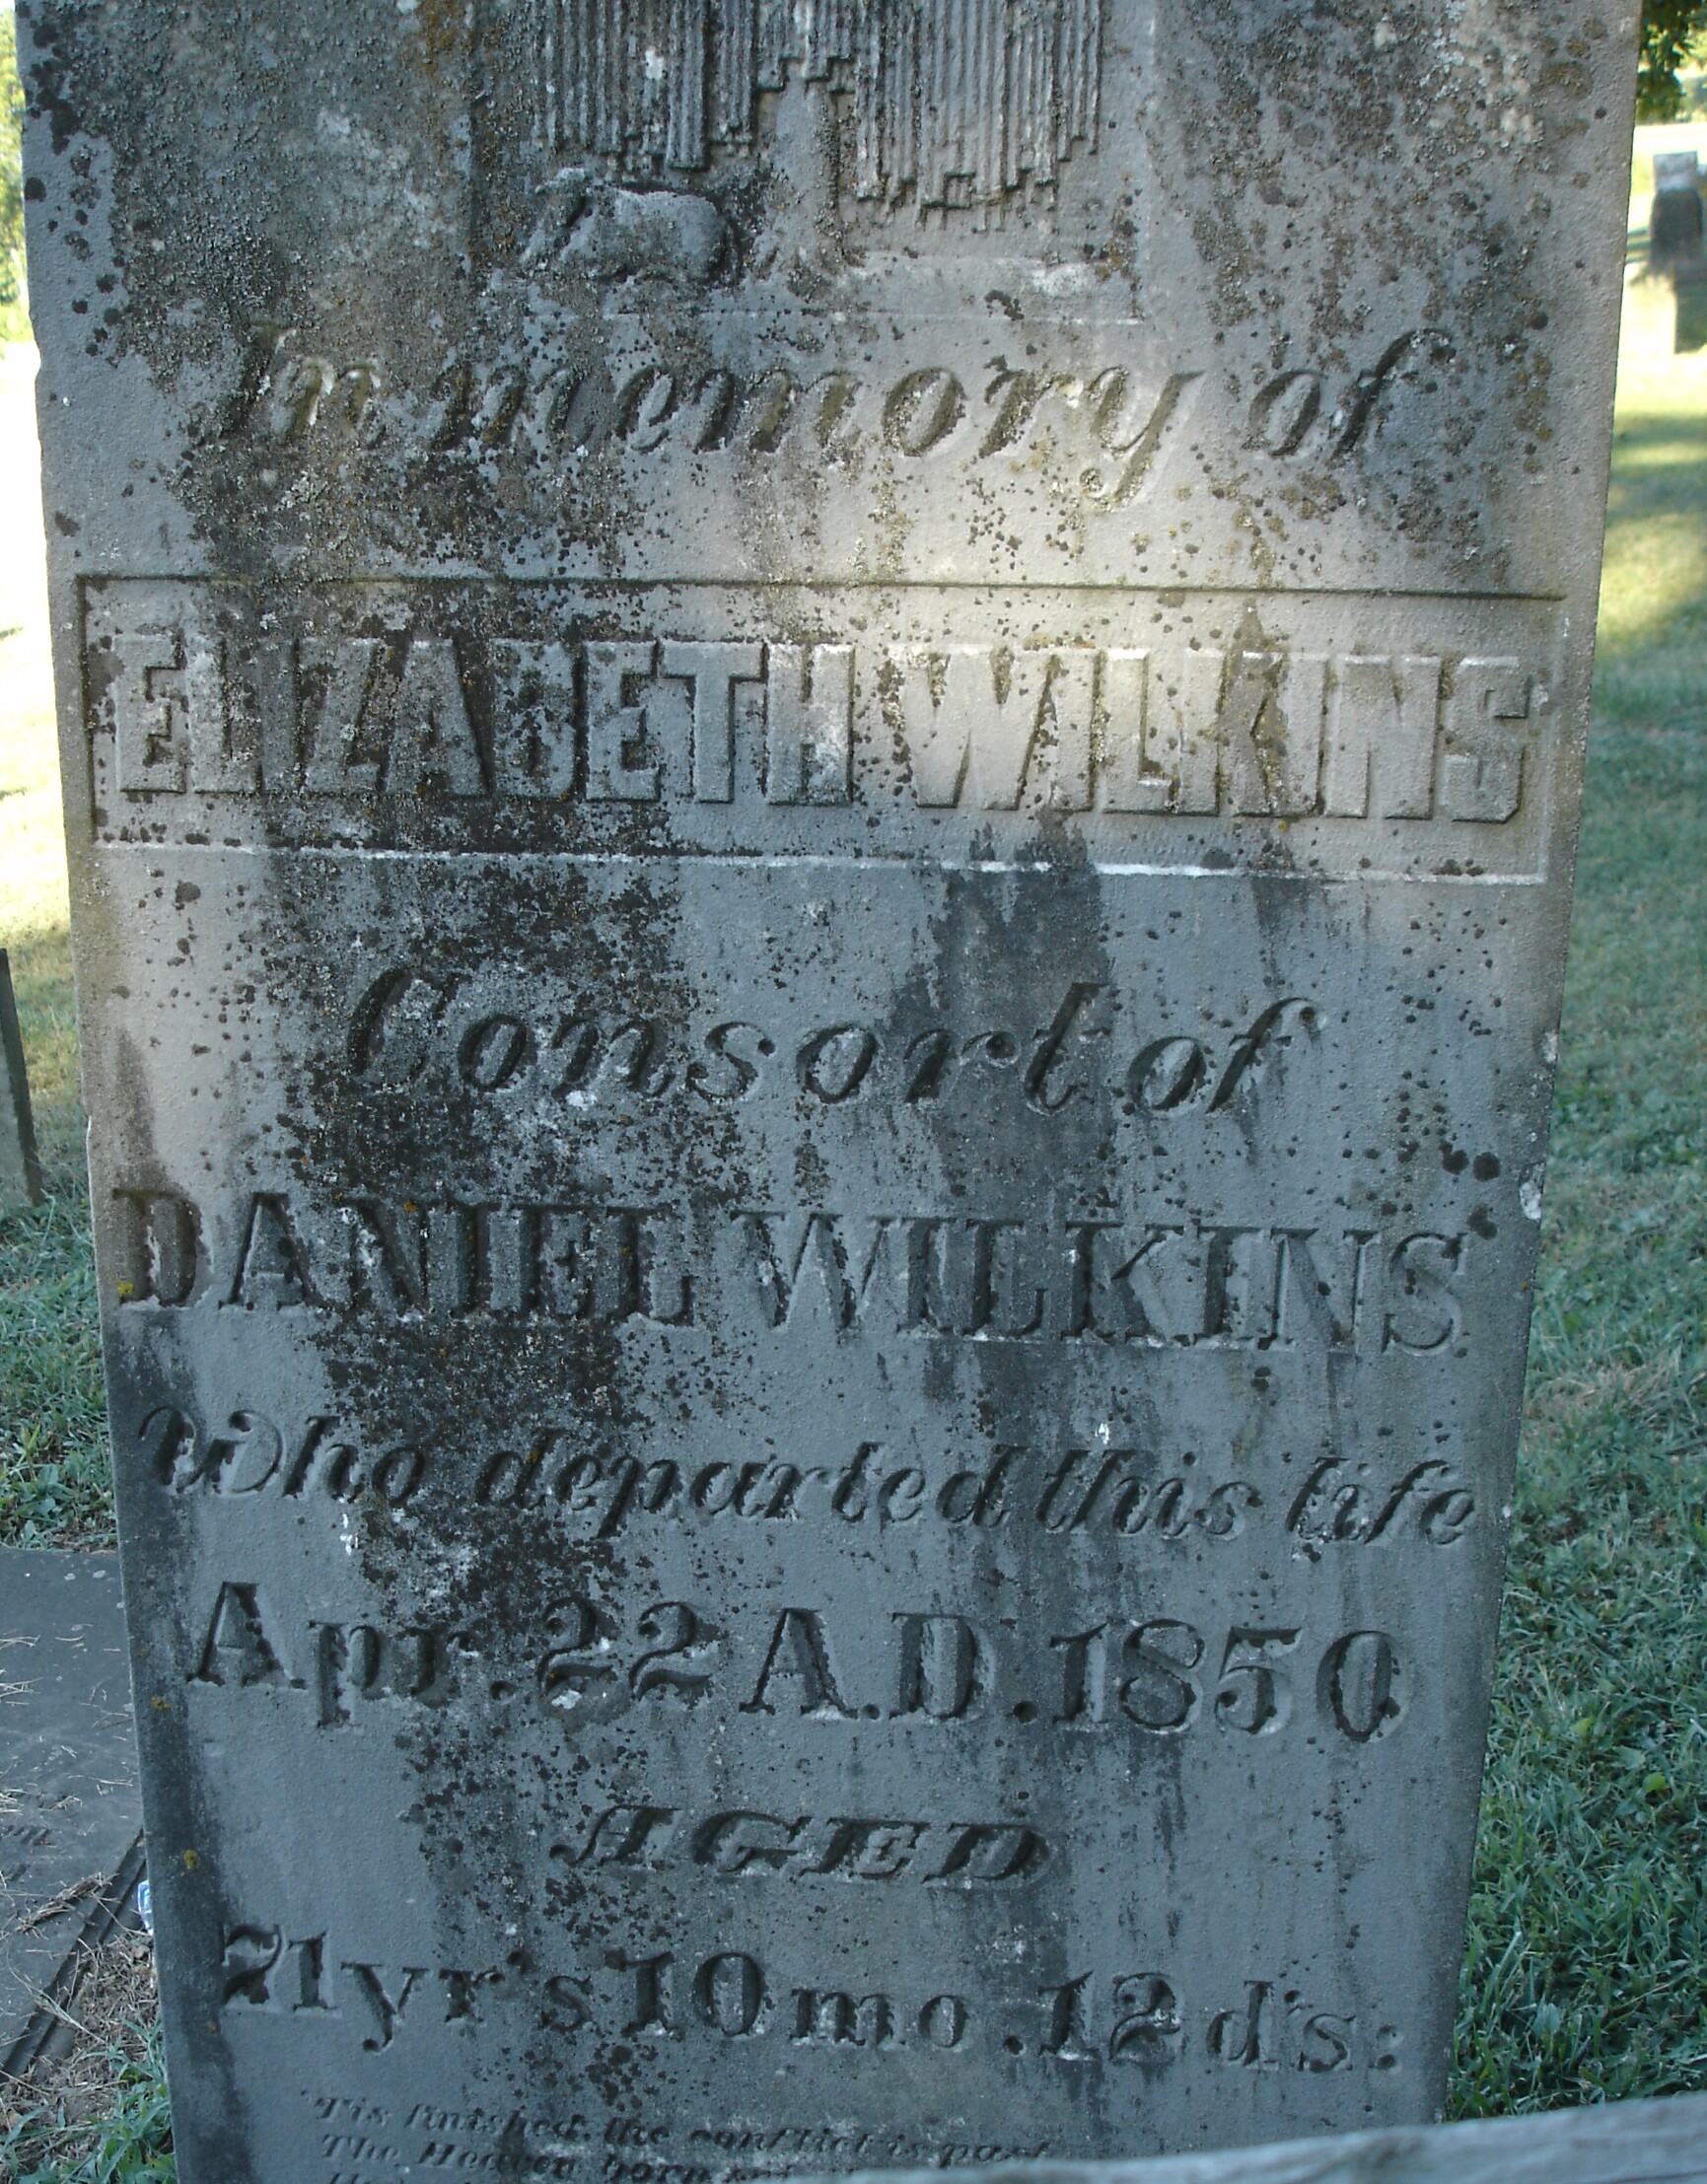 In memory of
ELIZABETH WILKINS
Consort of
DANIEL WILKINS
Who departed this life
Apr. 22 A.D. 1850
AGED
71 yr's 10 mo. 12 d's:
'Tis finished, the conflict is past
The Heaven born